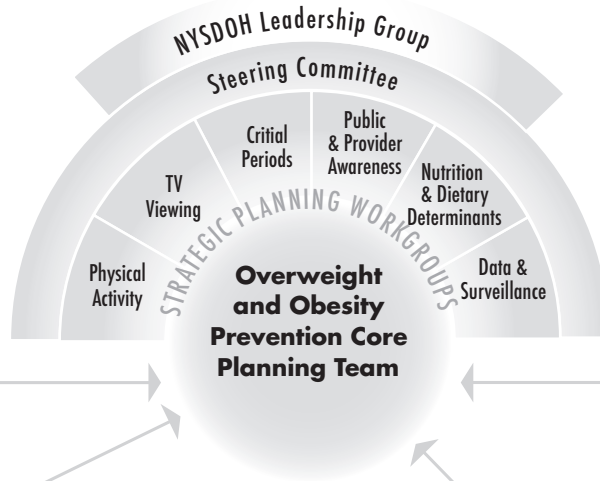 NYSDOH Leadership Group
Steering Committee
Physical
Activity
TV
Viewing
Critial
Periods
Public
& Provider
Awareness
Nutrition
& Dietary
Determinants
Data &
Surveillance
STRATEGIC PLANNING WORKGROUPS
Overweight
and Obesity
Prevention Core
Planning Team